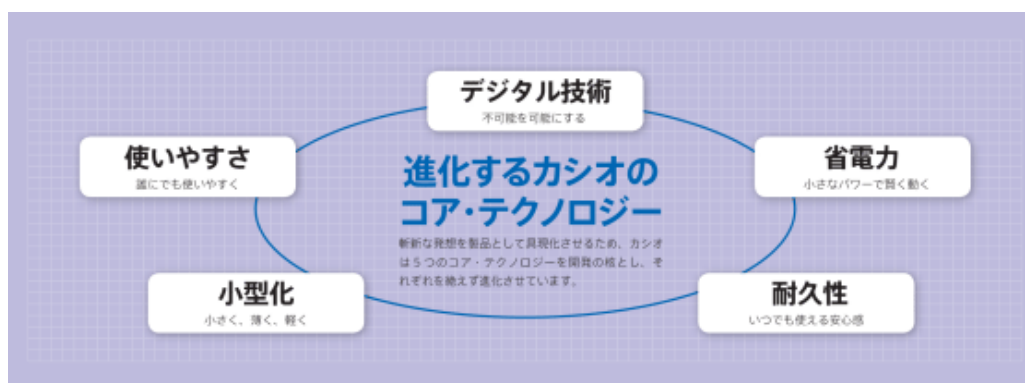 デジタル技術
不可能を可能にする
使いやすさ
誰にでも使いやすく
省電力
小さなパワーで賢く動く
進化するカシオの
コア・テクノロジー
斬新な発想を製品として具現化させるため、カシオ
は5つのコア・テクノロジーを開発の核とし、そ
れぞれを絶えず進化させています。
小型化
小さく、薄く、軽く
耐久性
いつでも使える安心感